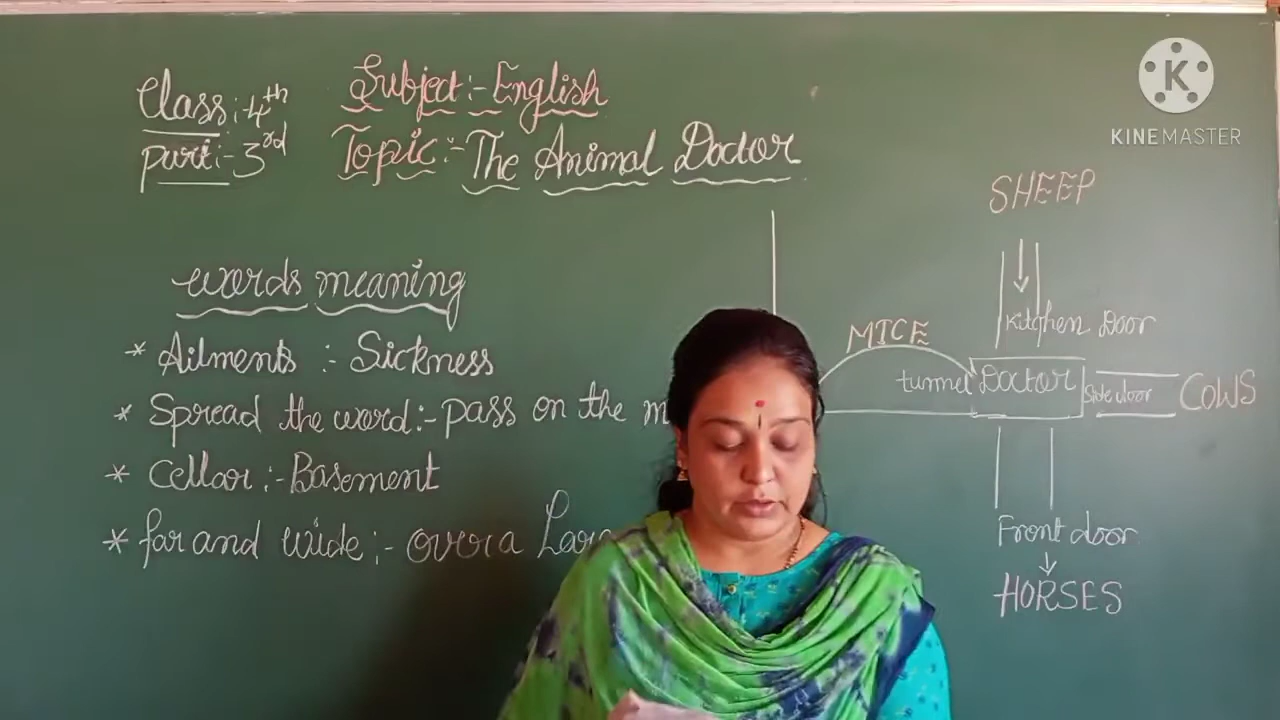 Class:-4th
Part:-3rd
Subject:-English
Topic:-The Animal Doctor
words meaning
* Ailments :- Sickness
* Spread the word:- pass on the
* Cellar:- Basement
* far and wide:- over a
SHEEP
Kitchen Door
MICE
tunnel
Doctor
Side door
COWS
Front door
HORSES
K
KINEMASTER